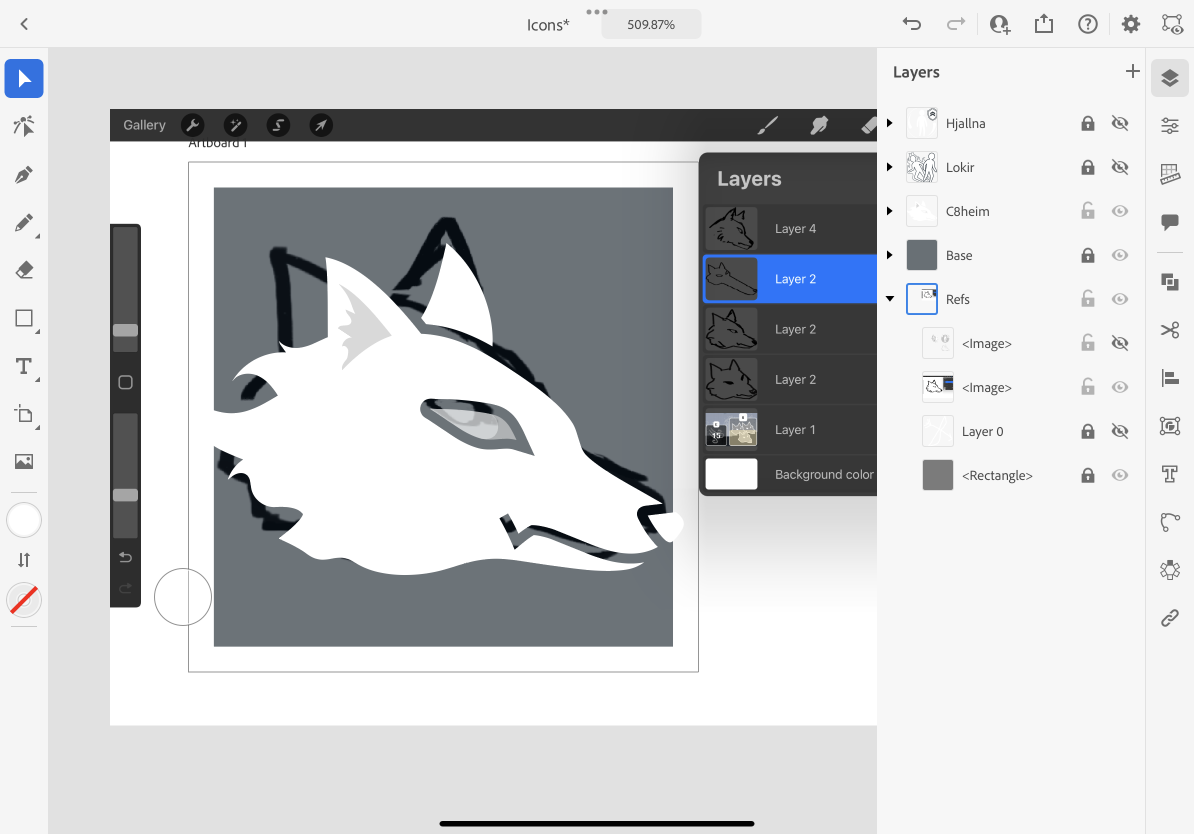 Icons*
509.87%
Gallery
Artboard 1
Layers
Layer 4
Layer 2
Layer 2
Layer 2
Layer 1
15
Background color
Layers
Hjallna
Lokir
C8heim
Base
Refs
<Image>
<Image>
Layer 0
<Rectangle>